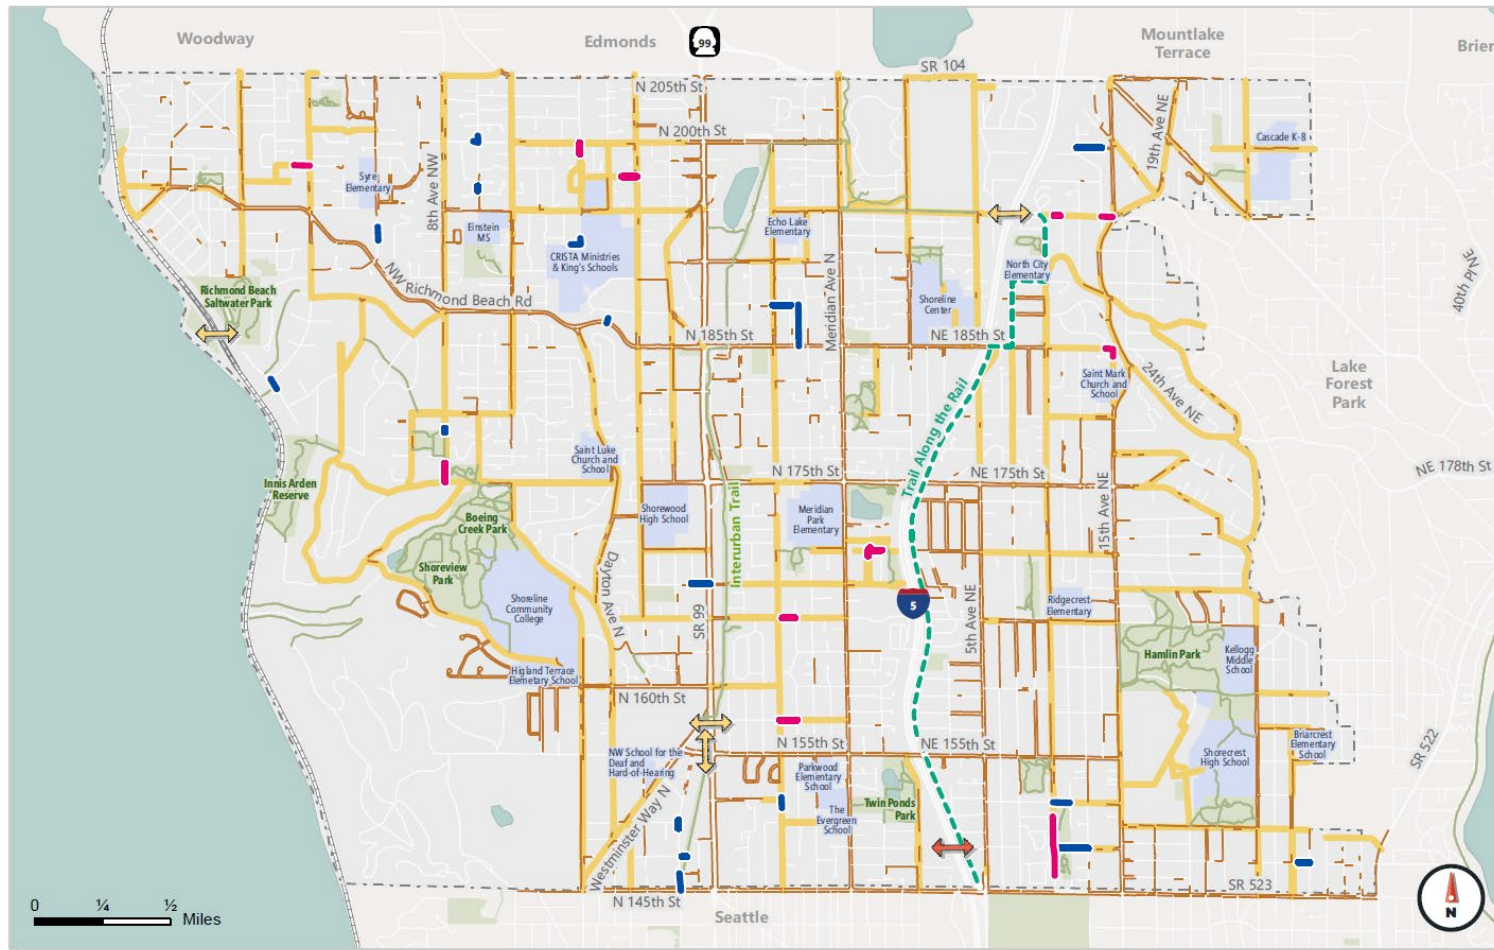 Woodway
Edmonds
99
Mountlake
Terrace
Brier
SR 104
N 205th St
N 200th St
19th Ave NE
Cascade K-8
Syre
Elementary
8th Ave NW
Einstein
MS
Echo Lake
Elementary
CRISTA Ministries
& King's Schools
North City
Elementary
40th Pl NE
NW Richmond Beach Rd
Richmond Beach
Saltwater Park
Meridian Ave N
Shoreline
Center
N 185th St
NE 185th St
Lake
Forest
Park
Saint Mark
Church and
School
24th Ave NE
Trail Along the Rail
Saint Luke
Church and
School
N 175th St
NE 175th St
NE 178th St
Innis Arden
Reserve
Interurban Trail
Shorewood
High School
Meridian
Park
Elementary
15th Ave NE
Boeing
Creek Park
Shoreview
Park
Shoreline
Community
College
Dayton Ave N
SR 99
5
5th Ave NE
Ridgecrest
Elementary
Hamlin Park
Kellogg
Middle
School
Higland Terrace
Elemetary School
N 160th St
N 155th St
NE 155th St
NW School for the
Deaf and
Hard-of-Hearing
Parkwood
Elementary
School
Shorecrest
High School
Briarcrest
Elementary
School
SR 522
Westminster Way N
The
Evergreen
School
Twin Ponds
Park
N 145th St
SR 523
Seattle
0 ¼ ½
Miles
N